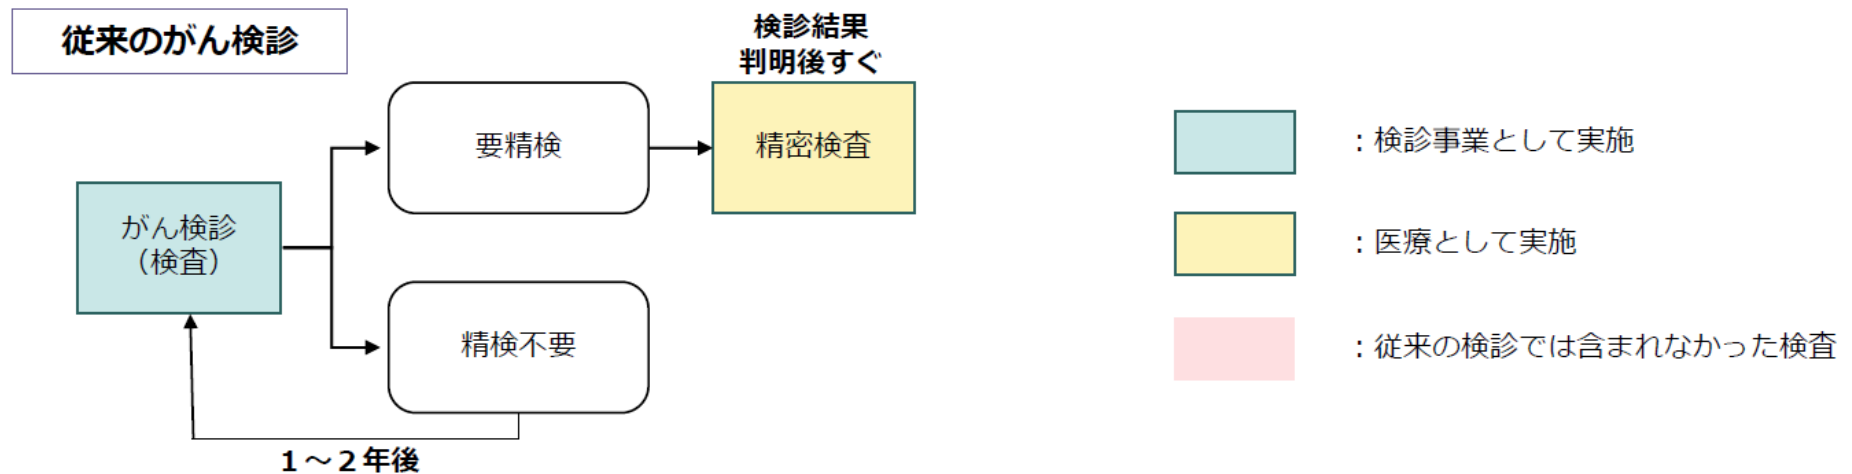 従来のがん検診
検診結果
判明後すぐ
要精検
精密検査
がん検診
（検査）
精検不要
１～２年後
：検診事業として実施
：医療として実施
：従来の検診では含まれなかった検査